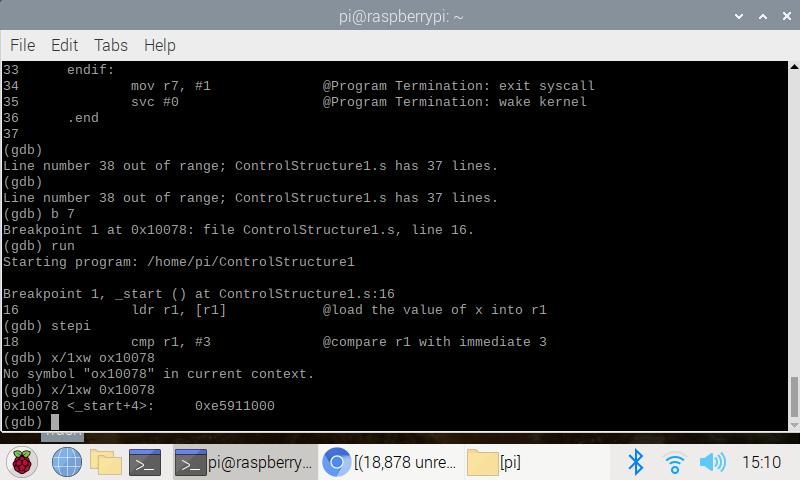 pi@raspberrypi: ~
File Edit Tabs Help
33 endif:
34 mov r7, #1 @Program Termination: exit syscall
35 svc #0 @Program Termination: wake kernel
36 .end
37
(gdb)
Line number 38 out of range; ControlStructure1.s has 37 lines.
(gdb)
Line number 38 out of range; ControlStructure1.s has 37 lines.
(gdb) b 7
Breakpoint 1 at 0x10078: file ControlStructure1.s, line 16.
(gdb) run
Starting program: /home/pi/ControlStructure1
Breakpoint 1, _start () at ControlStructure1.s:16
16 ldr r1, [r1] @load the value of x into r1
(gdb) stepi
18 cmp r1, #3 @compare r1 with immediate 3
(gdb) x/1xw ox10078
No symbol "ox10078" in current context.
(gdb) x/1xw 0x10078
0x10078 <_start+4>: 0xe5911000
(gdb)
>_ >_ pi@raspberry... [(18,878 unre... [pi] 15:10